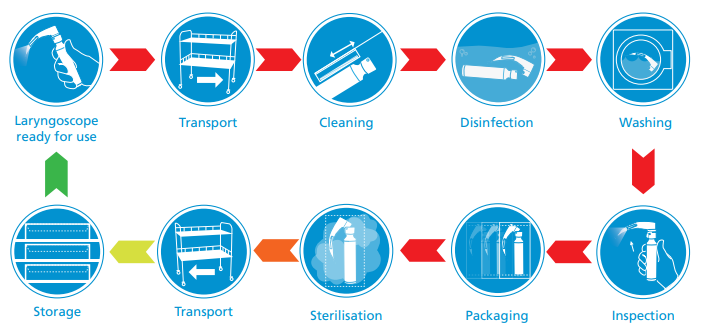 Laryngoscope
ready for use
Transport
Cleaning
Disinfection
Washing
Storage
Transport
Sterilisation
Packaging
Inspection